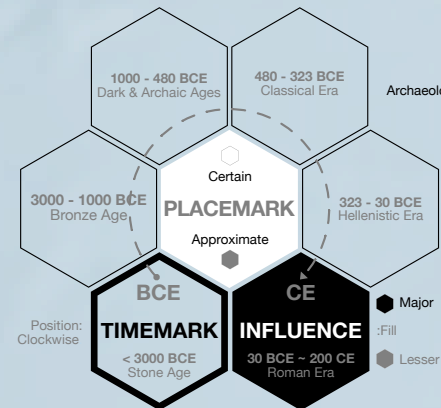 1000 - 480 BCE
Dark & Archaic Ages
480 - 323 BCE
Classical Era
Certain
3000 - 1000 BCE
Bronze Age
PLACEMARK
323 - 30 BCE
Hellenistic Era
Approximate
BCE
CE
Major
Position:
Clockwise
TIMEMARK
INFLUENCE
:Fill
< 3000 BCE
Stone Age
30 BCE ~ 200 CE
Roman Era
Lesser